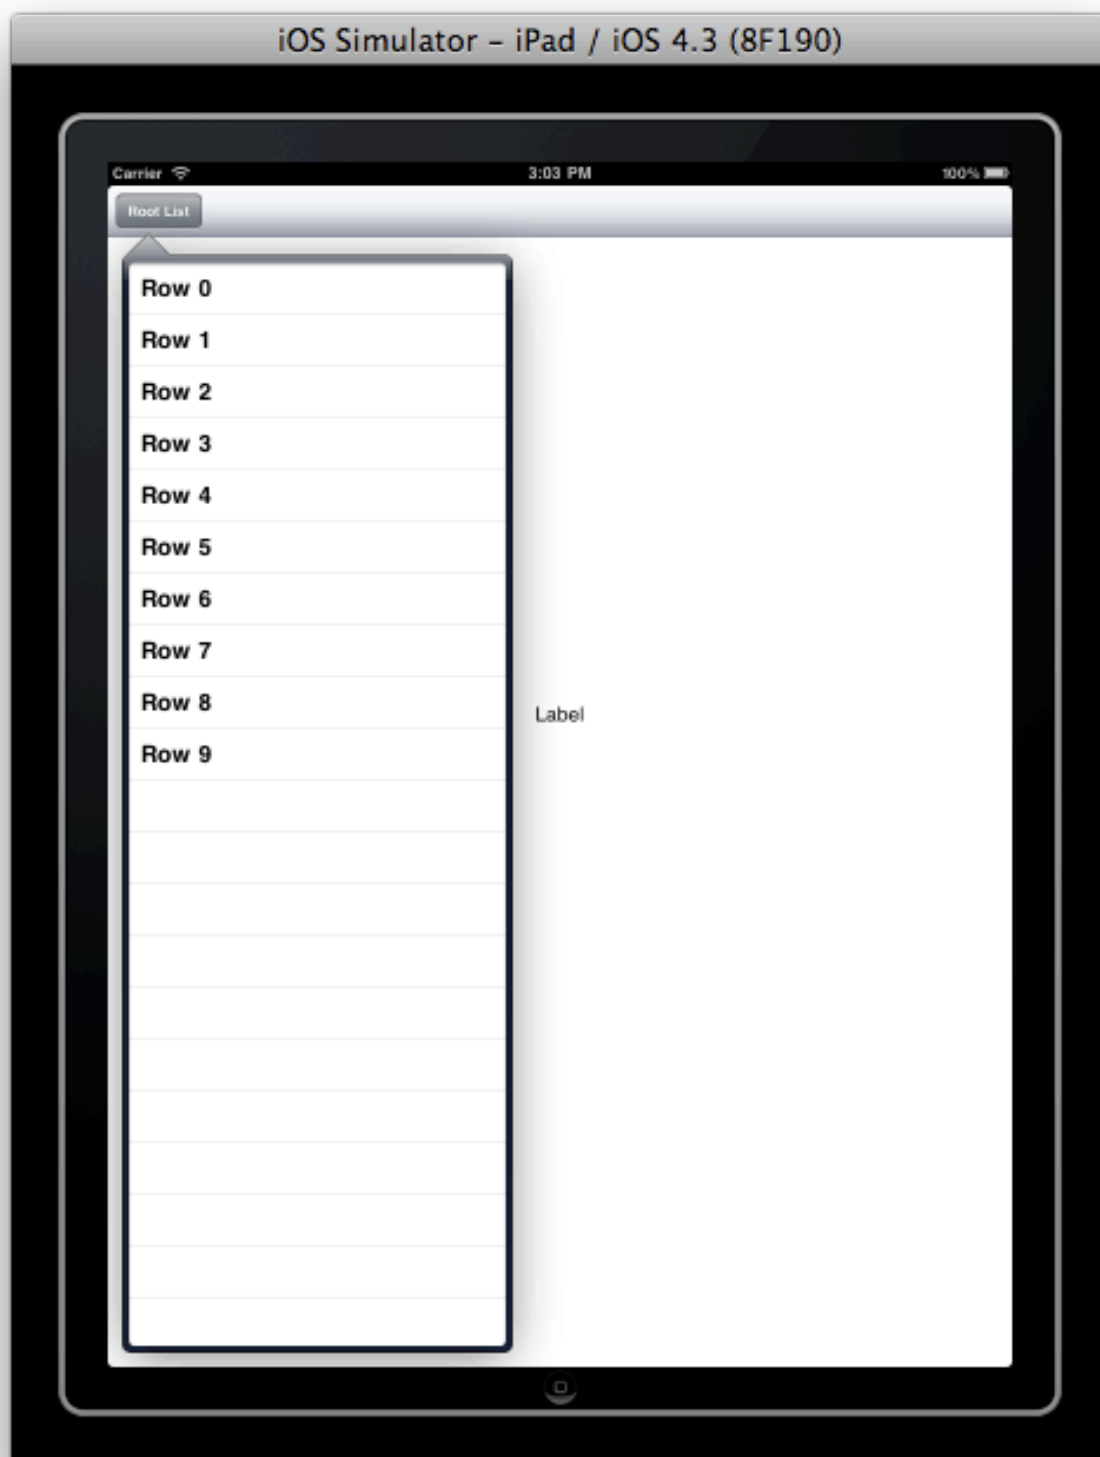 iOS Simulator – iPad / iOS 4.3 (8F190)
Carrier 3:03 PM 100%
Root List
Row 0
Row 1
Row 2
Row 3
Row 4
Row 5
Row 6
Row 7
Row 8
Label
Row 9